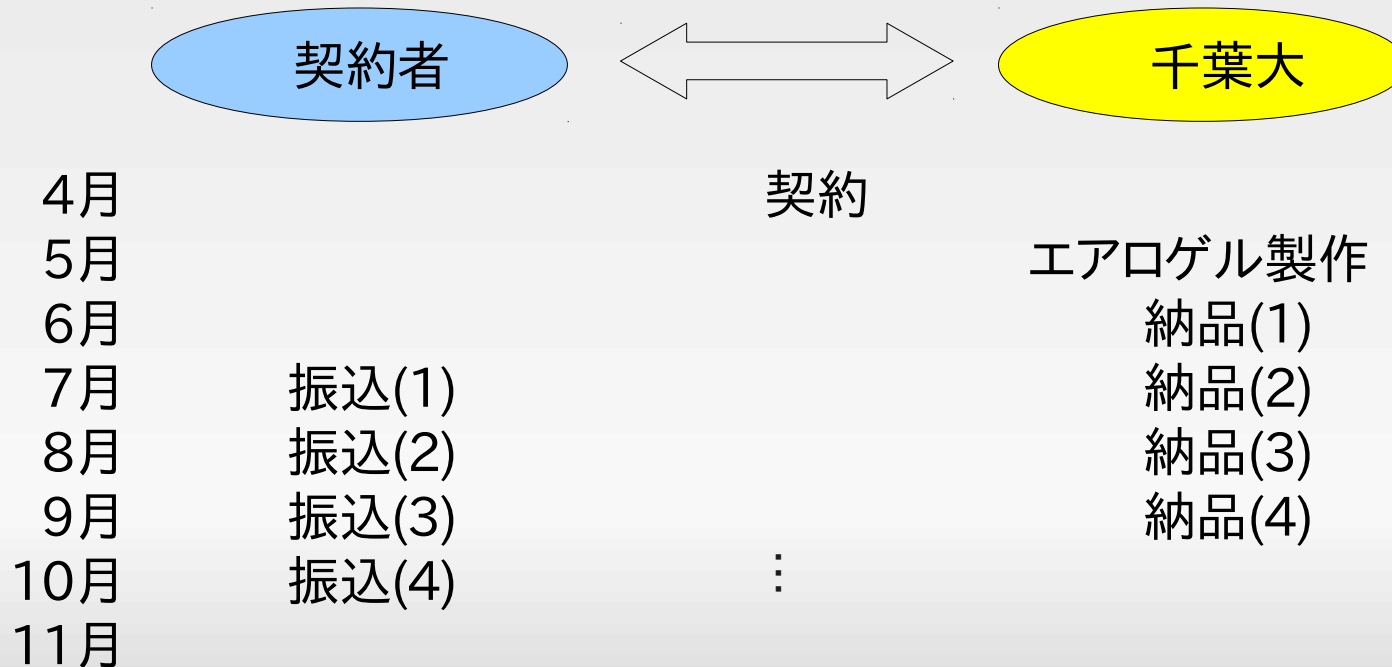 契約者 千葉大
4月 契約
5月 エアロゲル製作
6月 納品(1)
7月 振込(1) 納品(2)
8月 振込(2) 納品(3)
9月 振込(3) 納品(4)
10月 振込(4) ⋮
11月